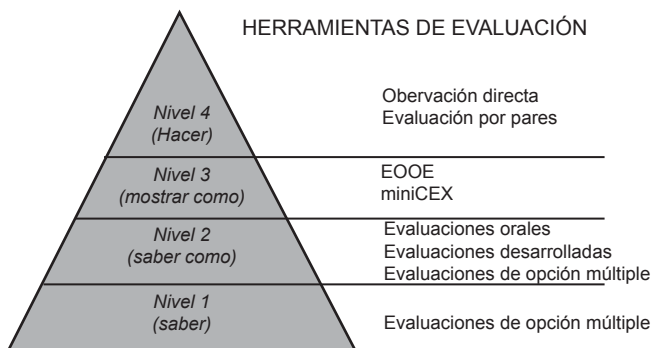 HERRAMIENTAS DE EVALUACIÓN
Nivel 4
(Hacer)
Obervación directa
Evaluación por pares
Nivel 3
(mostrar como)
EOOE
miniCEX
Nivel 2
(saber como)
Evaluaciones orales
Evaluaciones desarrolladas
Evaluaciones de opción múltiple
Nivel 1
(saber)
Evaluaciones de opción múltiple